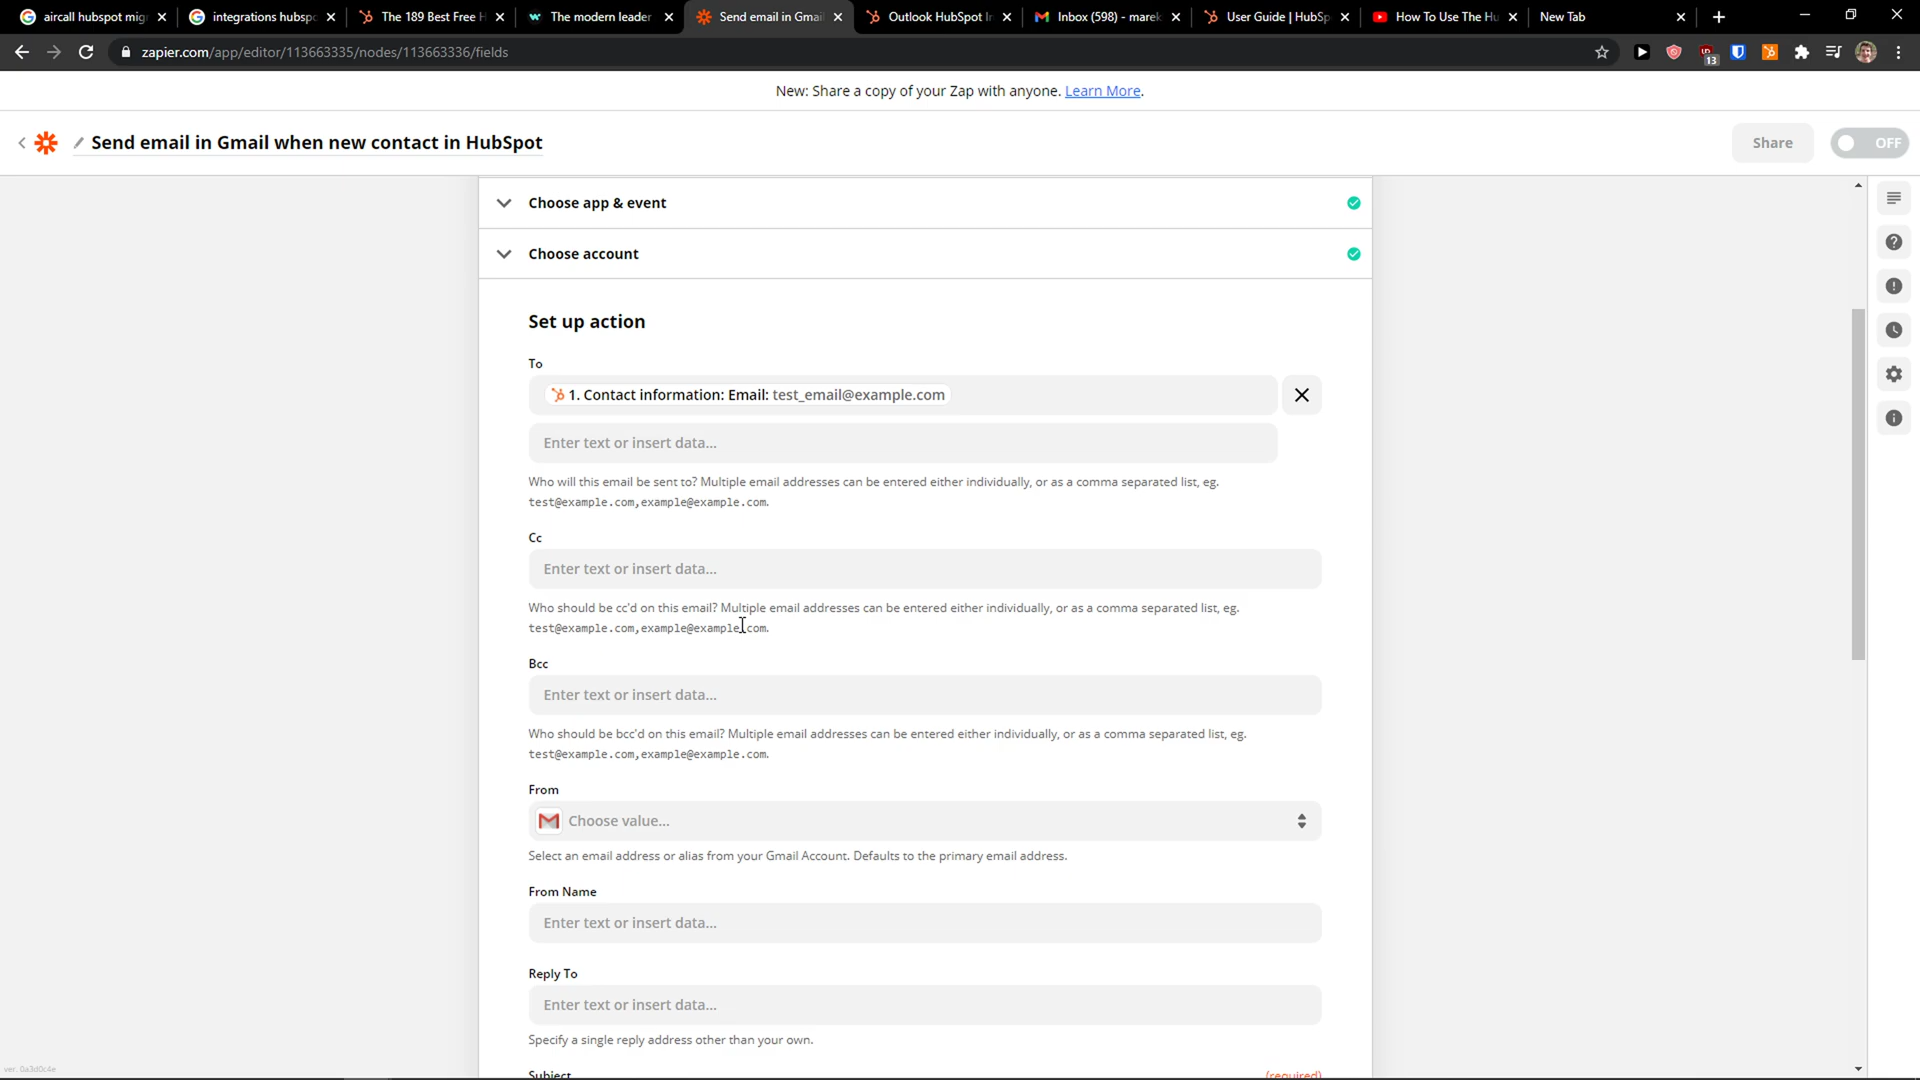 aircall hubspot mig
integrations hubsp
The 189 Best Free H
The modern leader
Send email in Gmai
Outlook HubSpot In
Inbox (598) - marek
User Guide | HubSp
How To Use The Hu
New Tab
zapier.com/app/editor/113663335/nodes/113663336/fields
13
New: Share a copy of your Zap with anyone. Learn More.
Send email in Gmail when new contact in HubSpot
Share
OFF
Choose app & event
Choose account
Set up action
To
1. Contact information: Email: test_email@example.com
Enter text or insert data...
Who will this email be sent to? Multiple email addresses can be entered either individually, or as a comma separated list, eg.
test@example.com,example@example.com.
Cc
Enter text or insert data...
Who should be cc'd on this email? Multiple email addresses can be entered either individually, or as a comma separated list, eg.
test@example.com,example@example.com.
Bcc
Enter text or insert data...
Who should be bcc'd on this email? Multiple email addresses can be entered either individually, or as a comma separated list, eg.
test@example.com,example@example.com.
From
Choose value...
Select an email address or alias from your Gmail Account. Defaults to the primary email address.
From Name
Enter text or insert data...
Reply To
Enter text or insert data...
Specify a single reply address other than your own.
Subject
(required)
ver. 0a3d0c4e